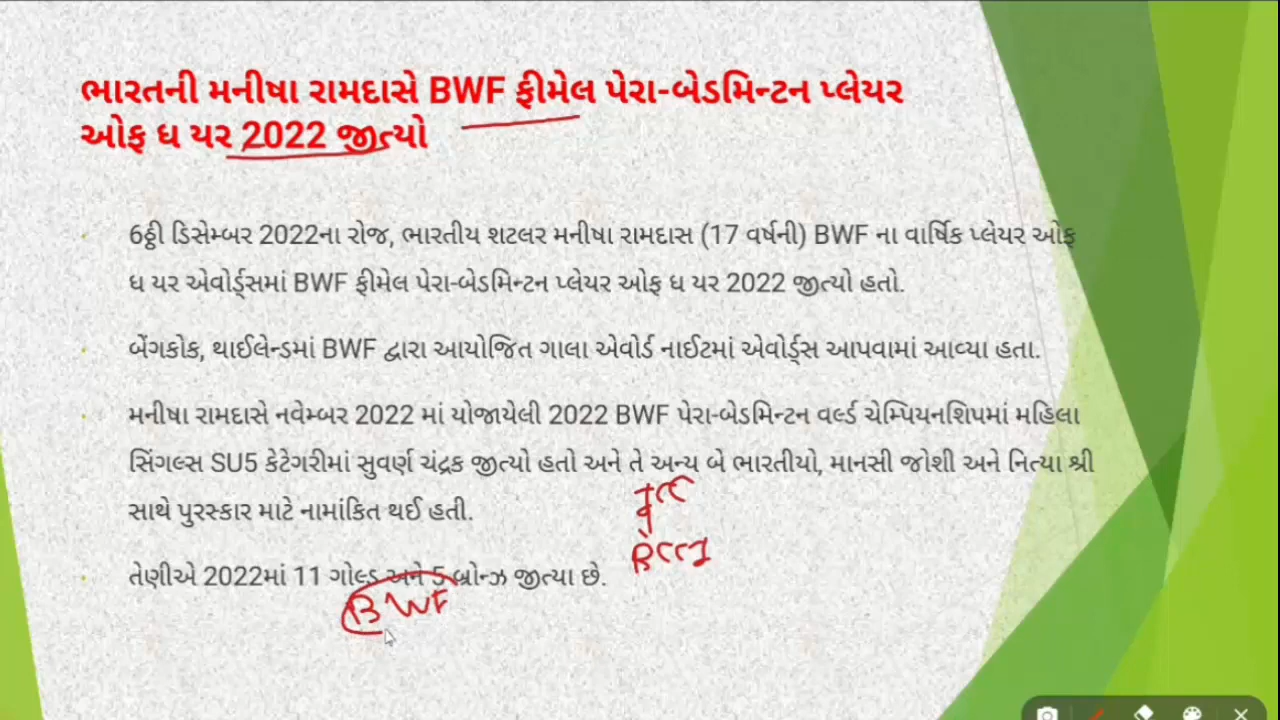 ભારતની મનીષા રામદાસે BWF ફીમેલ પેરા-બેડમિન્ટન પ્લેયર
ઓફ ધ યર 2022 જીત્યો
6ઠ્ઠી ડિસેમ્બર 2022ના રોજ, ભારતીય શટલર મનીષા રામદાસ (17 વર્ષની) BWF ના વાર્ષિક પ્લેયર ઓફ
ધ યર એવોર્ડ્સમાં BWF ફીમેલ પેરા-બેડમિન્ટન પ્લેયર ઓફ ધ યર 2022 જીત્યો હતો.
બેંગકોક, થાઈલેન્ડમાં BWF દ્વારા આયોજિત ગાલા એવોર્ડ નાઈટમાં એવોર્ડ્સ આપવામાં આવ્યા હતા.
મનીષા રામદાસે નવેમ્બર 2022 માં યોજાયેલી 2022 BWF પેરા-બેડમિન્ટન વર્લ્ડ ચેમ્પિયનશિપમાં મહિલા
સિંગલ્સ SU5 કેટેગરીમાં સુવર્ણ ચંદ્રક જીત્યો હતો અને તે અન્ય બે ભારતીયો, માનસી જોશી અને નિત્યા શ્રી
સાથે પુરસ્કાર માટે નામાંકિત થઈ હતી.
તેણીએ 2022માં 11 ગોલ્ડ અને 5 બ્રોન્ઝ જીત્યા છે.
BWF